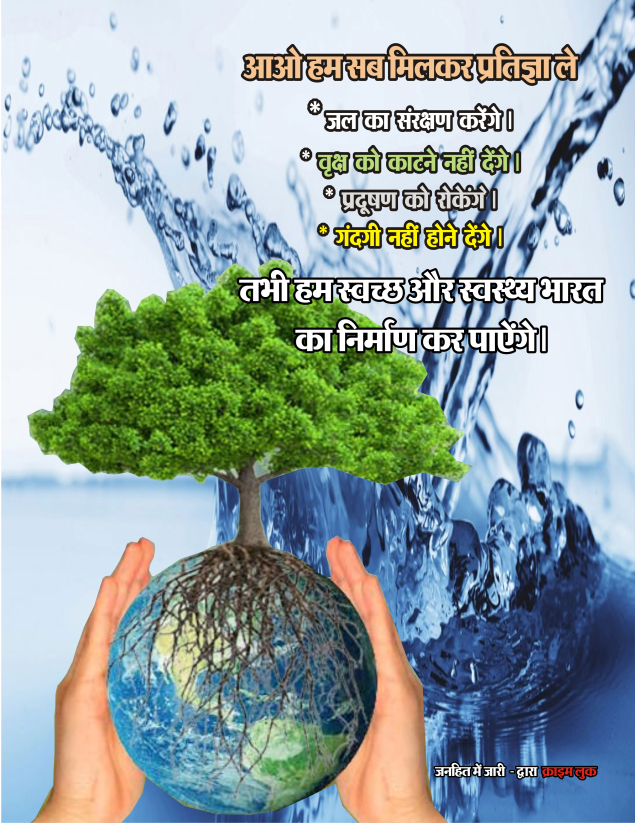 आओ हम सब मिलकर प्रतिज्ञा ले
* जल का संरक्षण करेंगे।
* वृक्ष को काटने नहीं देंगे।
* प्रदूषण को रोकेंगे।
* गंदगी नहीं होने देंगे।
तभी हम स्वच्छ और स्वस्थ्य भारत
का निर्माण कर पाऐंगे।
जनहित में जारी - द्वारा क्राइम लुक